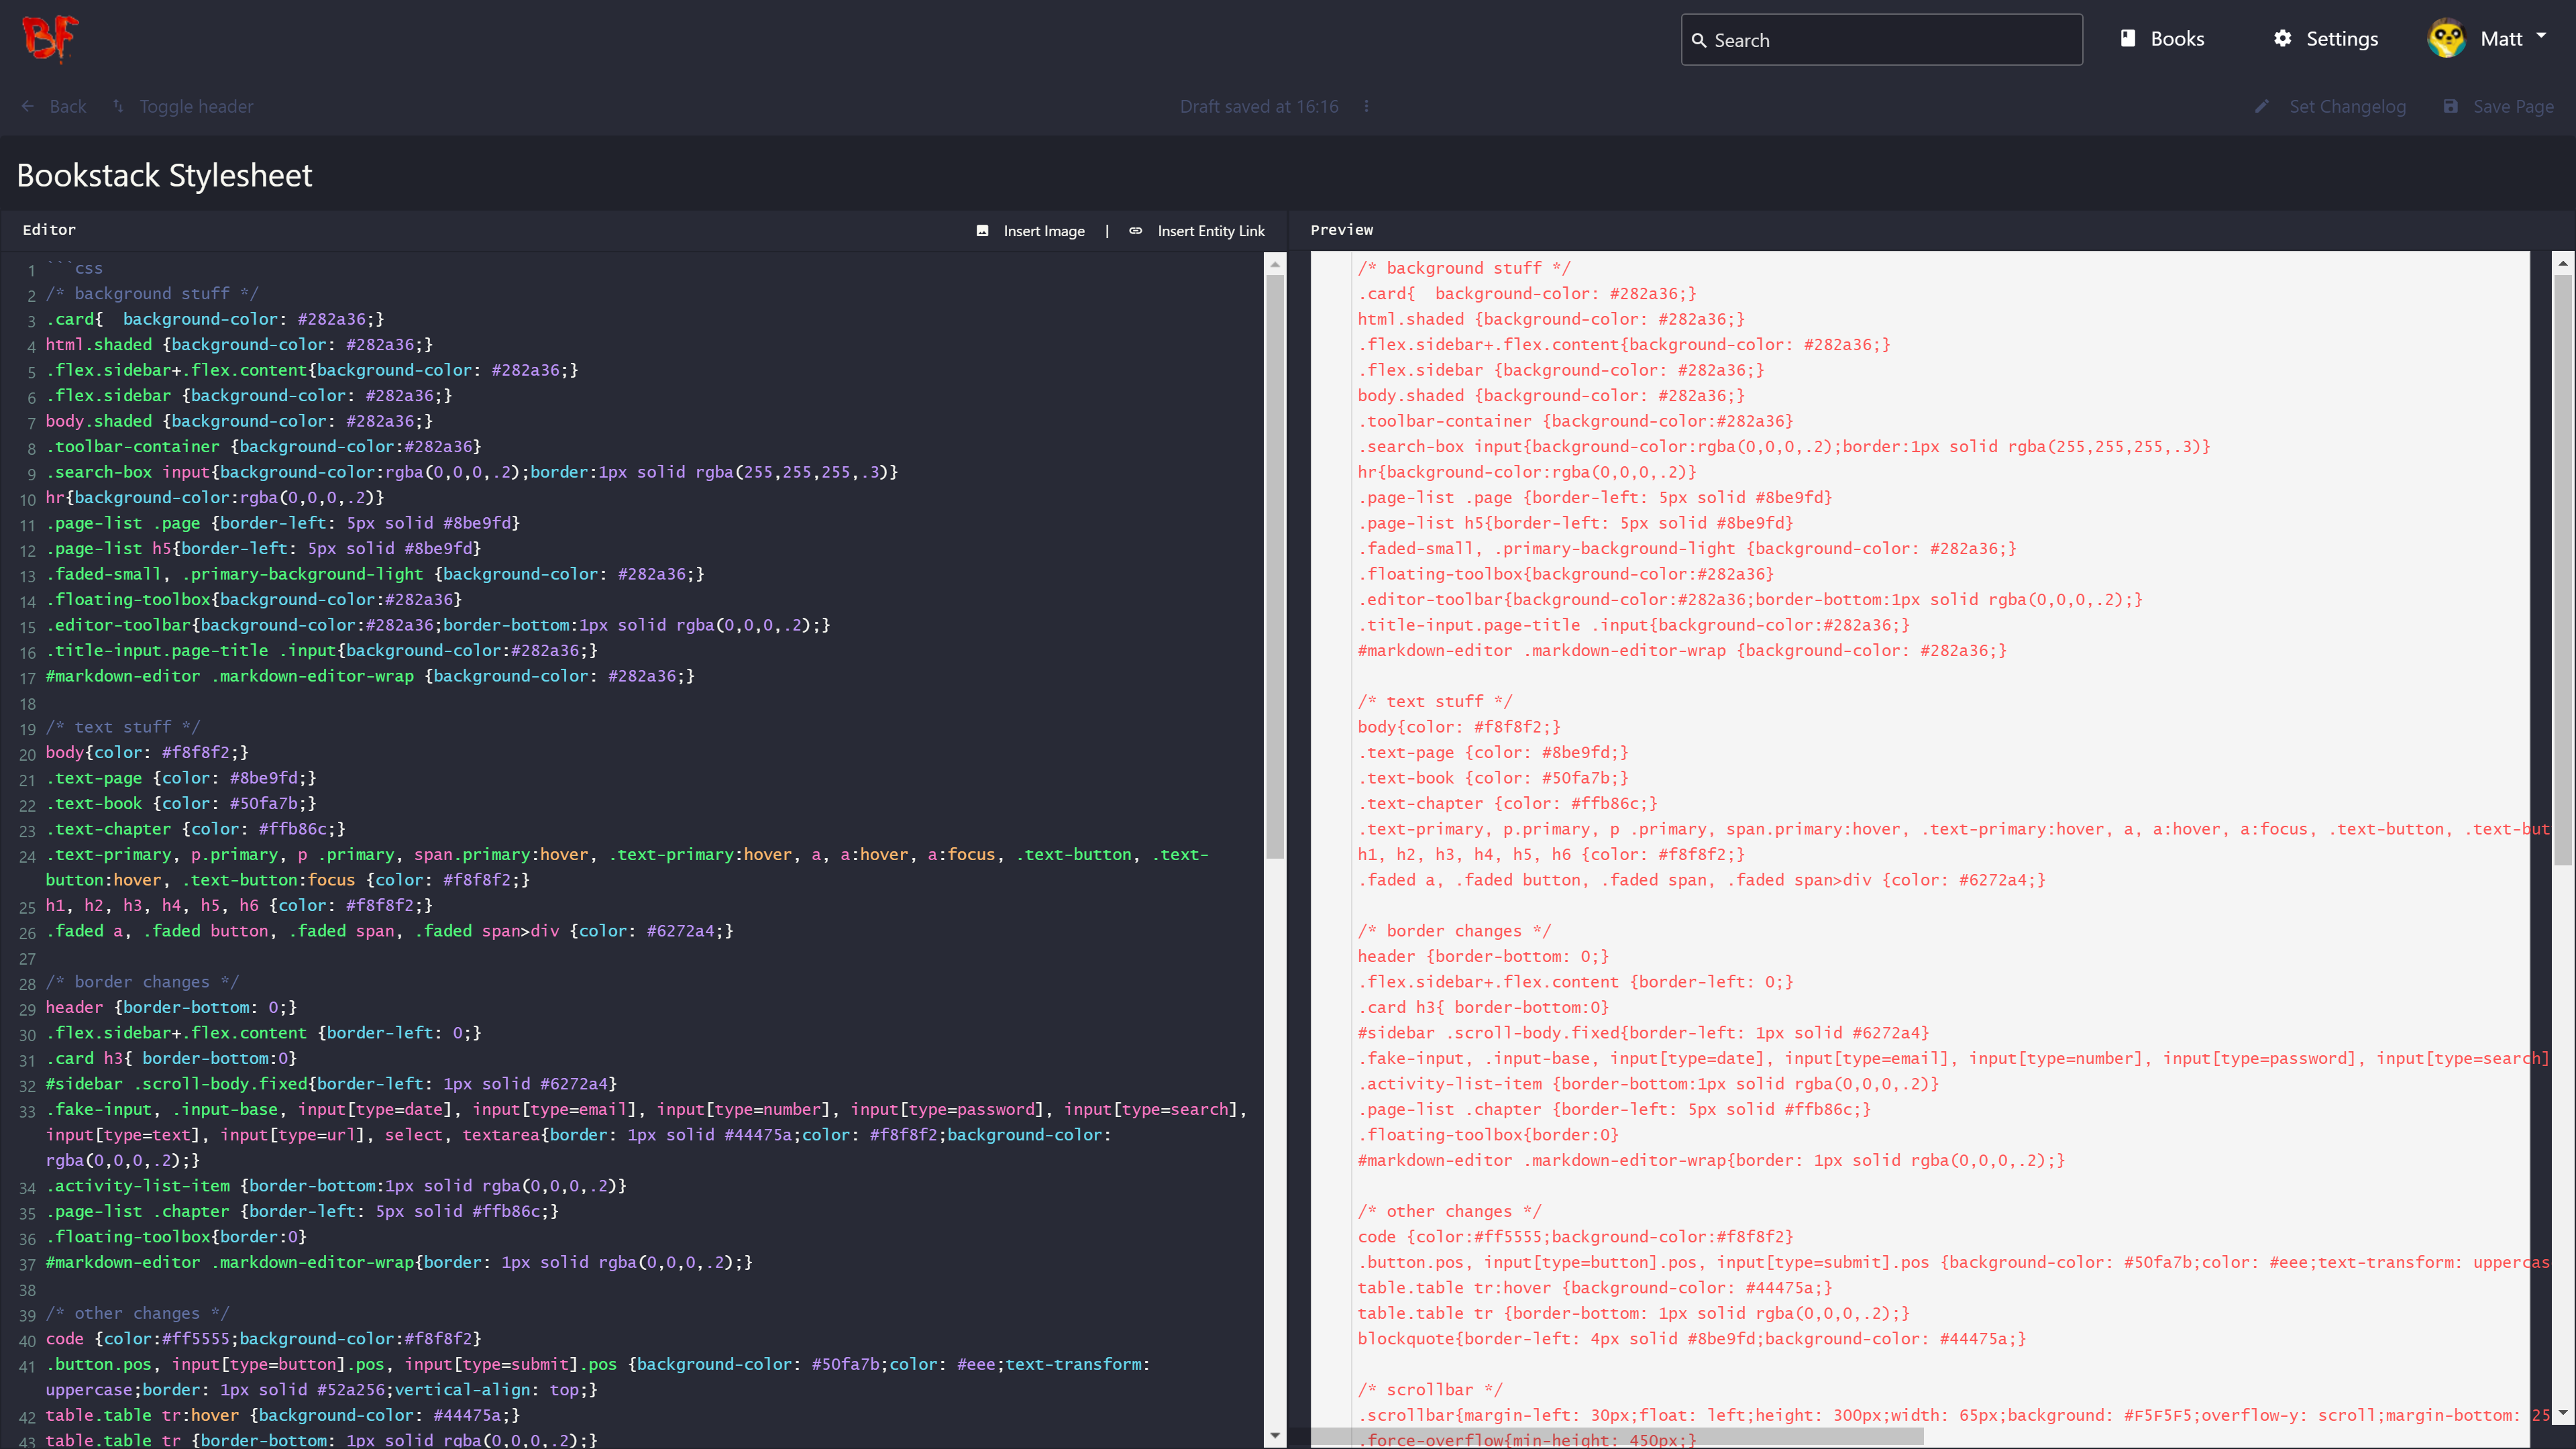 BF
Search
Books
Settings
Matt
Back
Toggle header
Draft saved at 16:16
Set Changelog
Save Page
Bookstack Stylesheet
Editor
Insert Image | Insert Entity Link
1 ```css
2 /* background stuff */
3 .card{  background-color: #282a36;}
4 html.shaded {background-color: #282a36;}
5 .flex.sidebar+.flex.content{background-color: #282a36;}
6 .flex.sidebar {background-color: #282a36;}
7 body.shaded {background-color: #282a36;}
8 .toolbar-container {background-color:#282a36}
9 .search-box input{background-color:rgba(0,0,0,.2);border:1px solid rgba(255,255,255,.3)}
10 hr{background-color:rgba(0,0,0,.2)}
11 .page-list .page {border-left: 5px solid #8be9fd}
12 .page-list h5{border-left: 5px solid #8be9fd}
13 .faded-small, .primary-background-light {background-color: #282a36;}
14 .floating-toolbox{background-color:#282a36}
15 .editor-toolbar{background-color:#282a36;border-bottom:1px solid rgba(0,0,0,.2);}
16 .title-input.page-title .input{background-color:#282a36;}
17 #markdown-editor .markdown-editor-wrap {background-color: #282a36;}
18
19 /* text stuff */
20 body{color: #f8f8f2;}
21 .text-page {color: #8be9fd;}
22 .text-book {color: #50fa7b;}
23 .text-chapter {color: #ffb86c;}
24 .text-primary, p.primary, p .primary, span.primary:hover, .text-primary:hover, a, a:hover, a:focus, .text-button, .text-
button:hover, .text-button:focus {color: #f8f8f2;}
25 h1, h2, h3, h4, h5, h6 {color: #f8f8f2;}
26 .faded a, .faded button, .faded span, .faded span>div {color: #6272a4;}
27
28 /* border changes */
29 header {border-bottom: 0;}
30 .flex.sidebar+.flex.content {border-left: 0;}
31 .card h3{ border-bottom:0}
32 #sidebar .scroll-body.fixed{border-left: 1px solid #6272a4}
33 .fake-input, .input-base, input[type=date], input[type=email], input[type=number], input[type=password], input[type=search],
input[type=text], input[type=url], select, textarea{border: 1px solid #44475a;color: #f8f8f2;background-color:
rgba(0,0,0,.2);}
34 .activity-list-item {border-bottom:1px solid rgba(0,0,0,.2)}
35 .page-list .chapter {border-left: 5px solid #ffb86c;}
36 .floating-toolbox{border:0}
37 #markdown-editor .markdown-editor-wrap{border: 1px solid rgba(0,0,0,.2);}
38
39 /* other changes */
40 code {color:#ff5555;background-color:#f8f8f2}
41 .button.pos, input[type=button].pos, input[type=submit].pos {background-color: #50fa7b;color: #eee;text-transform:
uppercase;border: 1px solid #52a256;vertical-align: top;}
42 table.table tr:hover {background-color: #44475a;}
43 table.table tr {border-bottom: 1px solid rgba(0,0,0,.2);}
Preview
/* background stuff */
.card{  background-color: #282a36;}
html.shaded {background-color: #282a36;}
.flex.sidebar+.flex.content{background-color: #282a36;}
.flex.sidebar {background-color: #282a36;}
body.shaded {background-color: #282a36;}
.toolbar-container {background-color:#282a36}
.search-box input{background-color:rgba(0,0,0,.2);border:1px solid rgba(255,255,255,.3)}
hr{background-color:rgba(0,0,0,.2)}
.page-list .page {border-left: 5px solid #8be9fd}
.page-list h5{border-left: 5px solid #8be9fd}
.faded-small, .primary-background-light {background-color: #282a36;}
.floating-toolbox{background-color:#282a36}
.editor-toolbar{background-color:#282a36;border-bottom:1px solid rgba(0,0,0,.2);}
.title-input.page-title .input{background-color:#282a36;}
#markdown-editor .markdown-editor-wrap {background-color: #282a36;}
/* text stuff */
body{color: #f8f8f2;}
.text-page {color: #8be9fd;}
.text-book {color: #50fa7b;}
.text-chapter {color: #ffb86c;}
.text-primary, p.primary, p .primary, span.primary:hover, .text-primary:hover, a, a:hover, a:focus, .text-button, .text-but
h1, h2, h3, h4, h5, h6 {color: #f8f8f2;}
.faded a, .faded button, .faded span, .faded span>div {color: #6272a4;}
/* border changes */
header {border-bottom: 0;}
.flex.sidebar+.flex.content {border-left: 0;}
.card h3{ border-bottom:0}
#sidebar .scroll-body.fixed{border-left: 1px solid #6272a4}
.fake-input, .input-base, input[type=date], input[type=email], input[type=number], input[type=password], input[type=search]
.activity-list-item {border-bottom:1px solid rgba(0,0,0,.2)}
.page-list .chapter {border-left: 5px solid #ffb86c;}
.floating-toolbox{border:0}
#markdown-editor .markdown-editor-wrap{border: 1px solid rgba(0,0,0,.2);}
/* other changes */
code {color:#ff5555;background-color:#f8f8f2}
.button.pos, input[type=button].pos, input[type=submit].pos {background-color: #50fa7b;color: #eee;text-transform: uppercas
table.table tr:hover {background-color: #44475a;}
table.table tr {border-bottom: 1px solid rgba(0,0,0,.2);}
blockquote{border-left: 4px solid #8be9fd;background-color: #44475a;}
/* scrollbar */
.scrollbar{margin-left: 30px;float: left;height: 300px;width: 65px;background: #F5F5F5;overflow-y: scroll;margin-bottom: 25
.force-overflow{min-height: 450px;}